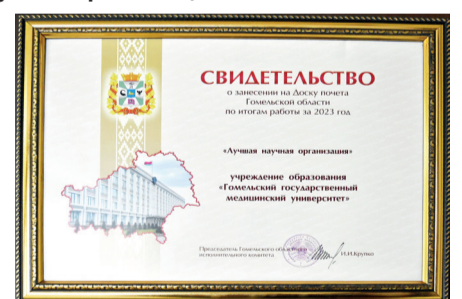 СВИДЕТЕЛЬСТВО
о занесении на Доску почета
Гомельской области
по итогам работы за 2023 год
«Лучшая научная организация»
учреждение образования
«Гомельский государственный
медицинский университет»
Председатель Гомельского областного
исполнительного комитета
И.И.Крупко